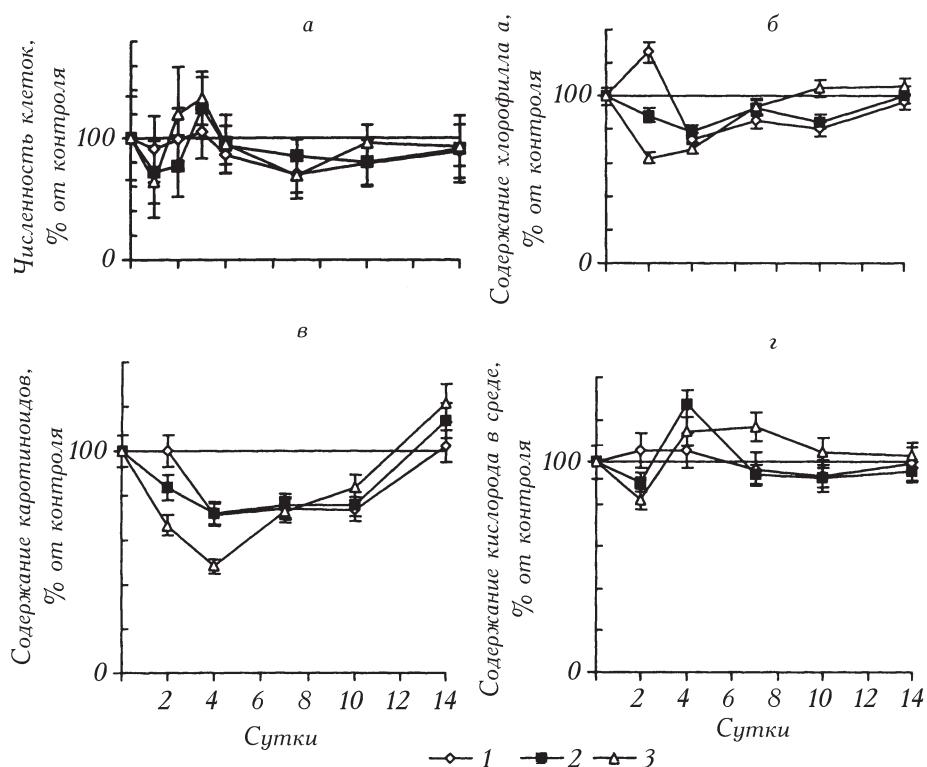 а
Численность клеток,
% от контроля
100
0
б
Содержание хлорофилла а,
% от контроля
100
0
в
Содержание каротиноидов,
% от контроля
100
0
2 4 6 8 10 12 14
Сутки
г
Содержание кислорода в среде,
% от контроля
100
0
2 4 6 8 10 12 14
Сутки
1 2 3